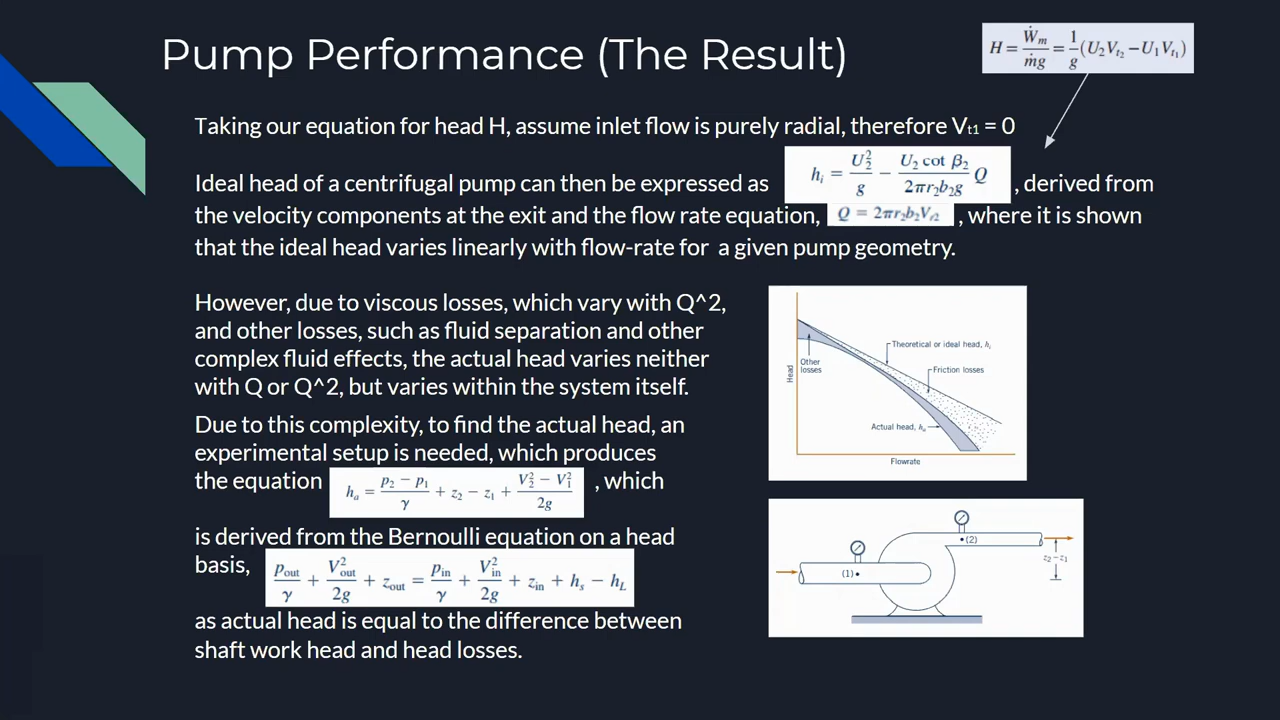 Pump Performance (The Result)
H = Ẇm/ṁg = 1/g (U₂Vt₂ − U₁Vt₁)
Taking our equation for head H, assume inlet flow is purely radial, therefore Vt1 = 0
Ideal head of a centrifugal pump can then be expressed as hᵢ = U₂²/g − U₂ cot β₂/2πr₂b₂g Q , derived from
the velocity components at the exit and the flow rate equation, Q = 2πr₂b₂Vr₂ , where it is shown
that the ideal head varies linearly with flow-rate for a given pump geometry.
However, due to viscous losses, which vary with Q^2,
and other losses, such as fluid separation and other
complex fluid effects, the actual head varies neither
with Q or Q^2, but varies within the system itself.
Due to this complexity, to find the actual head, an
experimental setup is needed, which produces
the equation hₐ = p₂ − p₁/γ + z₂ − z₁ + V₂² − V₁²/2g , which
is derived from the Bernoulli equation on a head
basis, pout/γ + V²out/2g + zout = pin/γ + V²in/2g + zin + hₛ − hL
as actual head is equal to the difference between
shaft work head and head losses.
Head
Other
losses
Theoretical or ideal head, hᵢ
Friction losses
Actual head, hₐ
Flowrate
(1)
(2)
z₂ − z₁